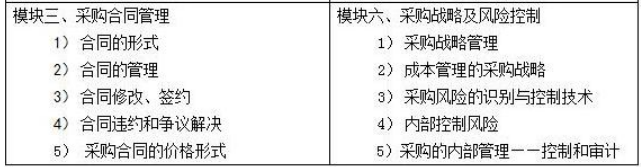 模块三、采购合同管理
1） 合同的形式
2） 合同的管理
3） 合同修改、签约
4） 合同违约和争议解决
5） 采购合同的价格形式
模块六、采购战略及风险控制
1） 采购战略管理
2） 成本管理的采购战略
3） 采购风险的识别与控制技术
4） 内部控制风险
5）采购的内部管理——控制和审计